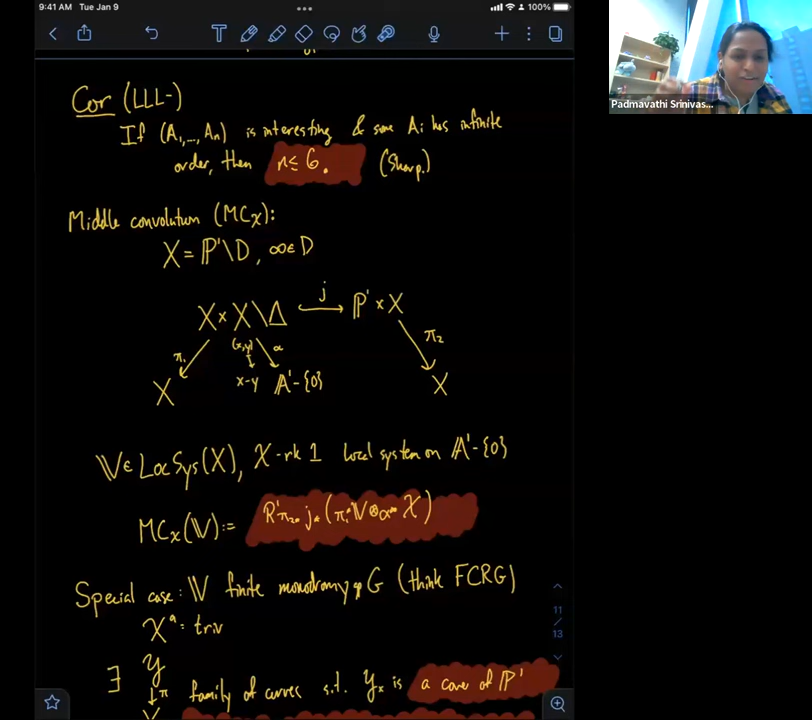 9:41 AM Tue Jan 9
100%
Cor (LLL-)
If (A₁,..., Aₙ) is interesting & some Aᵢ has infinite
order, then n ≤ 6. (Sharp.)
Middle convolution (MC_χ):
X = ℙ¹\D, ∞∈D
X × X \ Δ j ℙ¹ × X
π₁ (x,y) α π₂
X x-y 𝔸¹-{0} X
𝕍 ∈ LocSys(X), χ - rk 1 local system on 𝔸¹-{0}
MC_χ(𝕍) := R¹π₂* j* (π₁*𝕍 ⊗ α* χ)
Special case: 𝕍 finite monodromy gp G (think FCRG)
χᵃ = triv
∃ Y
↓π family of curves s.t. Y_x is a cover of ℙ¹
X
11
/
13
Padmavathi Srinivas...